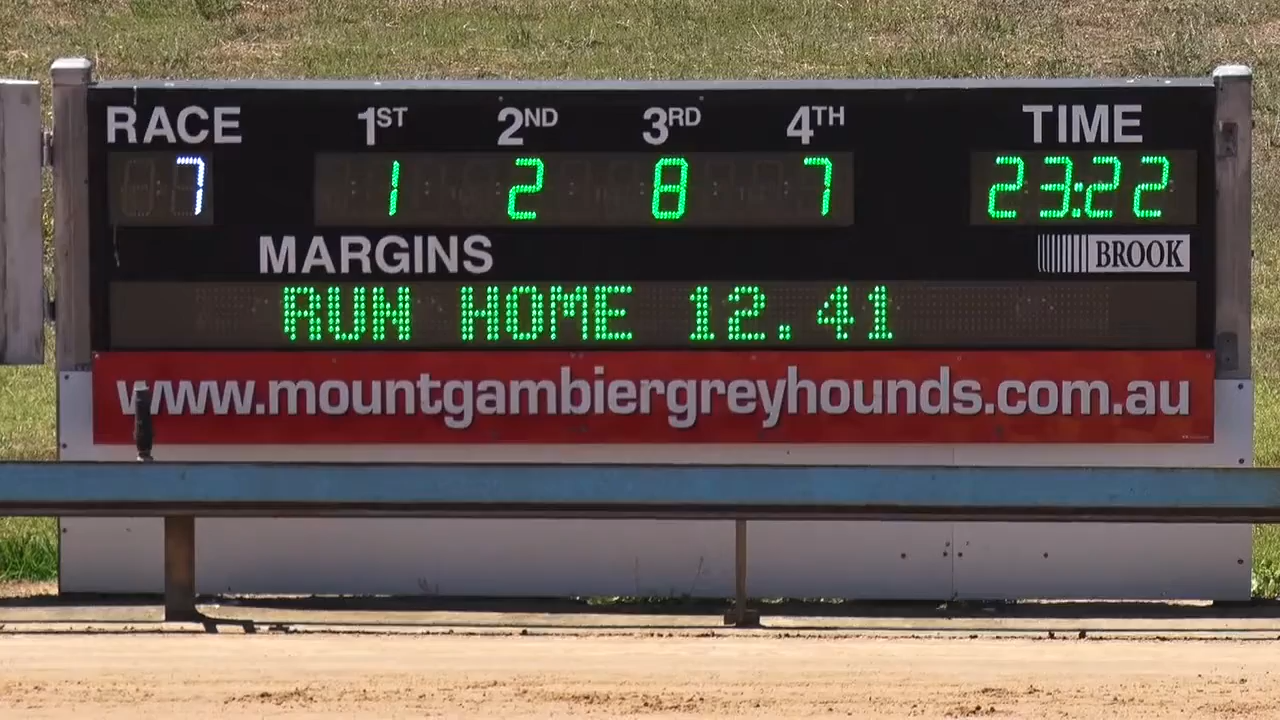 RACE 1ST 2ND 3RD 4TH TIME
7 1 2 8 7 23:22
MARGINS BROOK
RUN HOME 12.41
www.mountgambiergreyhounds.com.au